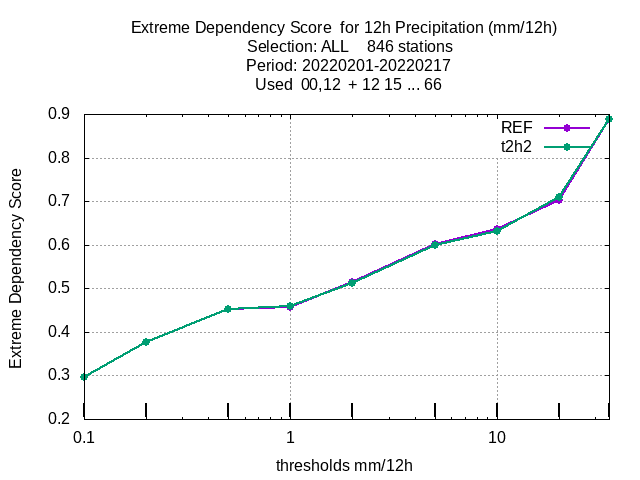 Extreme Dependency Score  for 12h Precipitation (mm/12h)
Selection: ALL    846 stations
Period: 20220201-20220217
Used  00,12  + 12 15 ... 66
REF
t2h2
0.9
0.8
0.7
0.6
0.5
0.4
0.3
0.2
Extreme Dependency Score
0.1
1
10
thresholds mm/12h